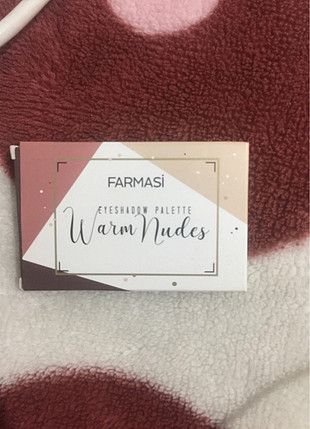 FARMASİ
EYESHADOW PALETTE
Warm Nudes